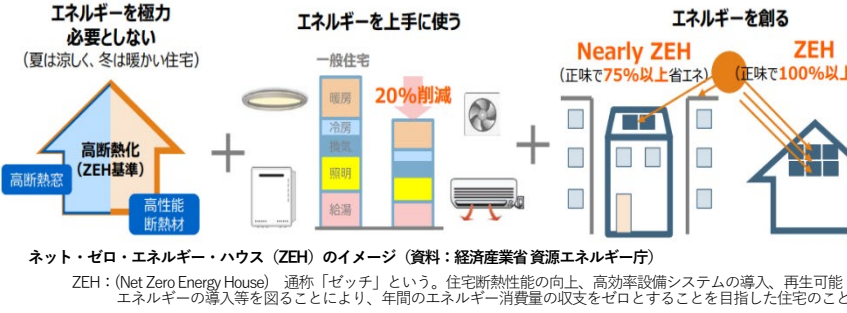 エネルギーを極力
必要としない
(夏は涼しく、冬は暖かい住宅)
高断熱化
(ZEH基準)
高断熱窓
高性能
断熱材
エネルギーを上手に使う
一般住宅
暖房
冷房
換気
照明
給湯
20%削減
エネルギーを創る
Nearly ZEH
(正味で75%以上省エネ)
ZEH
(正味で100%以上
ネット・ゼロ・エネルギー・ハウス(ZEH)のイメージ(資料:経済産業省 資源エネルギー庁)
ZEH:(Net Zero Energy House) 通称「ゼッチ」という。住宅断熱性能の向上、高効率設備システムの導入、再生可能
エネルギーの導入等を図ることにより、年間のエネルギー消費量の収支をゼロとすることを目指した住宅のこと